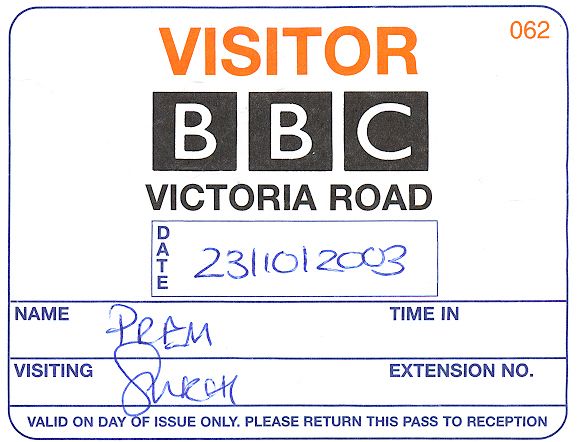 VISITOR 062
BBC
VICTORIA ROAD
DATE 23/10/2003
NAME PREM TIME IN
VISITING EXTENSION NO.
VALID ON DAY OF ISSUE ONLY. PLEASE RETURN THIS PASS TO RECEPTION